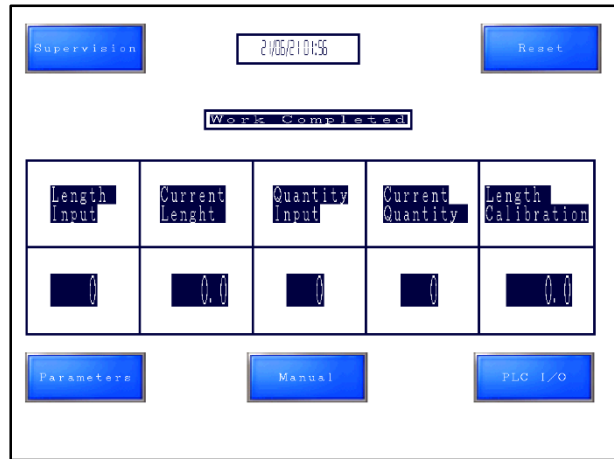 Supervision
21/06/21 01:56
Reset
Work Completed
Length
Input
Current
Lenght
Quantity
Input
Current
Quantity
Length
Calibration
0
0.0
0
0
0.0
Parameters
Manual
PLC I/O